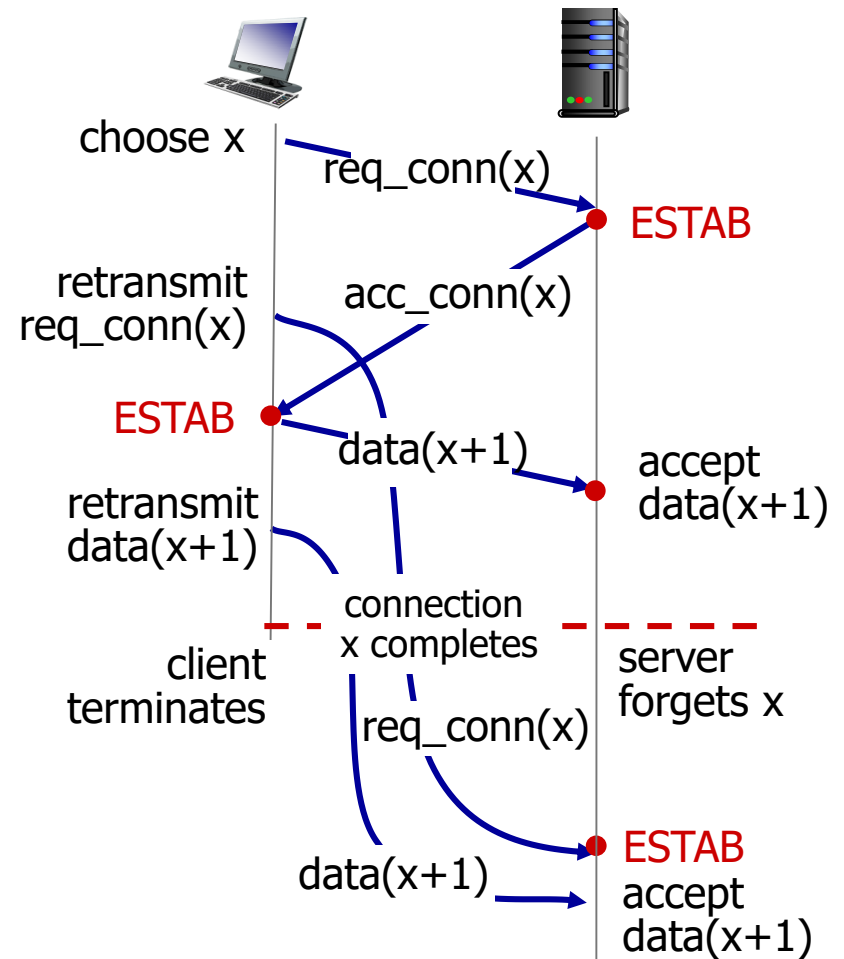 choose x
req_conn(x)
ESTAB
retransmit
req_conn(x)
acc_conn(x)
ESTAB
data(x+1)
accept
data(x+1)
retransmit
data(x+1)
connection
x completes
client
terminates
server
forgets x
req_conn(x)
ESTAB
data(x+1)
accept
data(x+1)